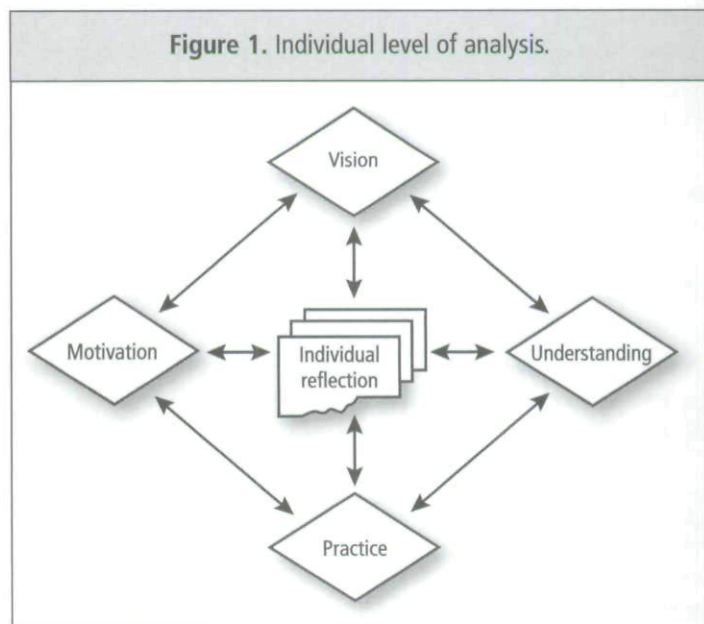 Figure 1. Individual level of analysis.
Vision
Motivation
Individual
reflection
Understanding
Practice